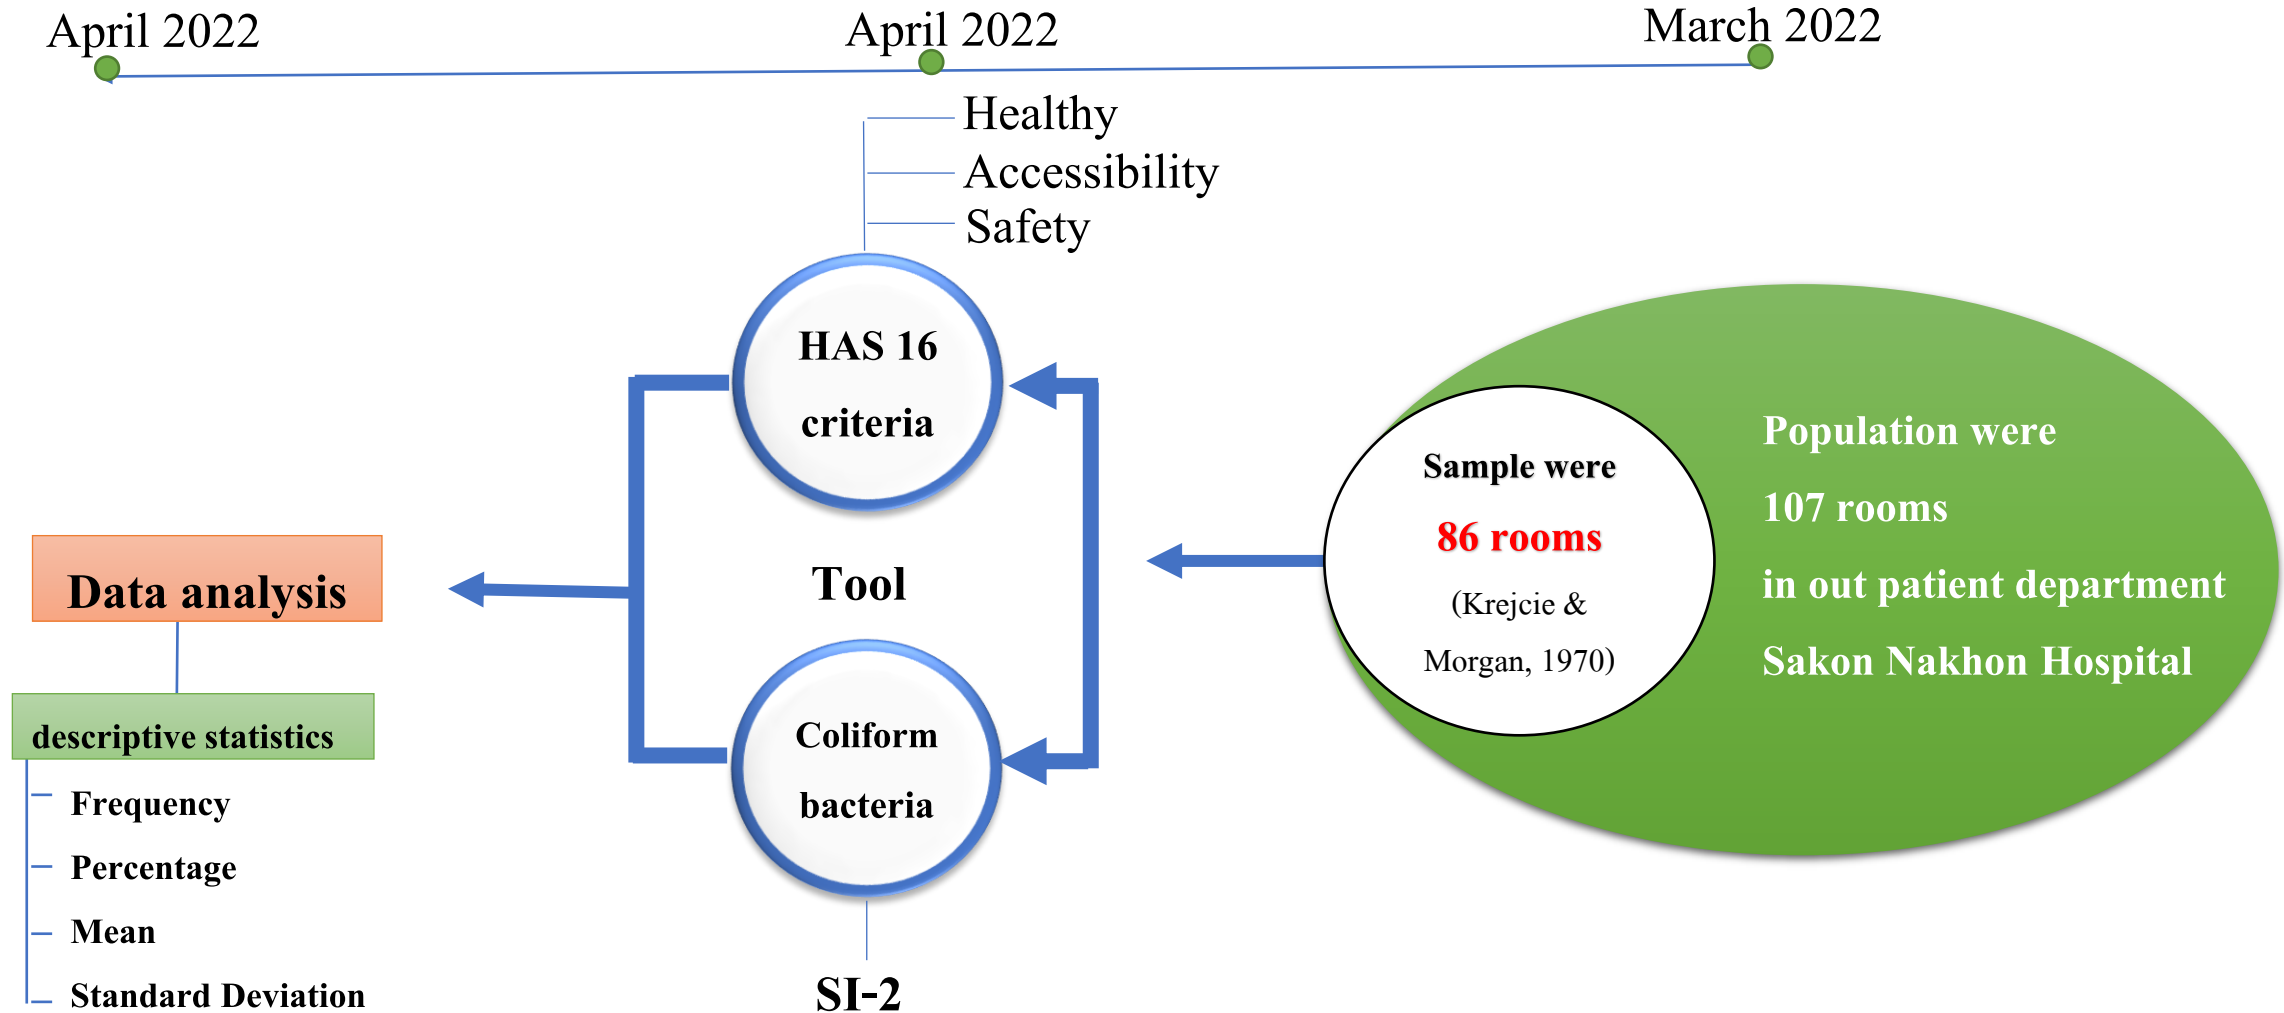 April 2022
April 2022
March 2022
Healthy
Accessibility
Safety
HAS 16
criteria
Tool
Coliform
bacteria
SI-2
Sample were
86 rooms
(Krejcie &
Morgan, 1970)
Population were
107 rooms
in out patient department
Sakon Nakhon Hospital
Data analysis
descriptive statistics
Frequency
Percentage
Mean
Standard Deviation